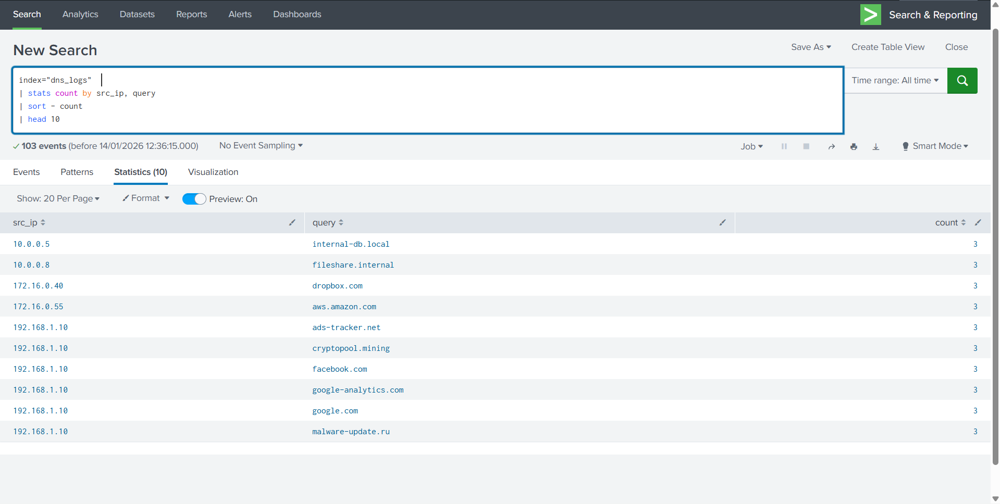 Search Analytics Datasets Reports Alerts Dashboards Search & Reporting
New Search Save As Create Table View Close
index="dns_logs" Time range: All time
| stats count by src_ip, query
| sort - count
| head 10
103 events (before 14/01/2026 12:36:15.000) No Event Sampling Job Smart Mode
Events Patterns Statistics (10) Visualization
Show: 20 Per Page Format Preview: On
src_ip query count
10.0.0.5 internal-db.local 3
10.0.0.8 fileshare.internal 3
172.16.0.40 dropbox.com 3
172.16.0.55 aws.amazon.com 3
192.168.1.10 ads-tracker.net 3
192.168.1.10 cryptopool.mining 3
192.168.1.10 facebook.com 3
192.168.1.10 google-analytics.com 3
192.168.1.10 google.com 3
192.168.1.10 malware-update.ru 3